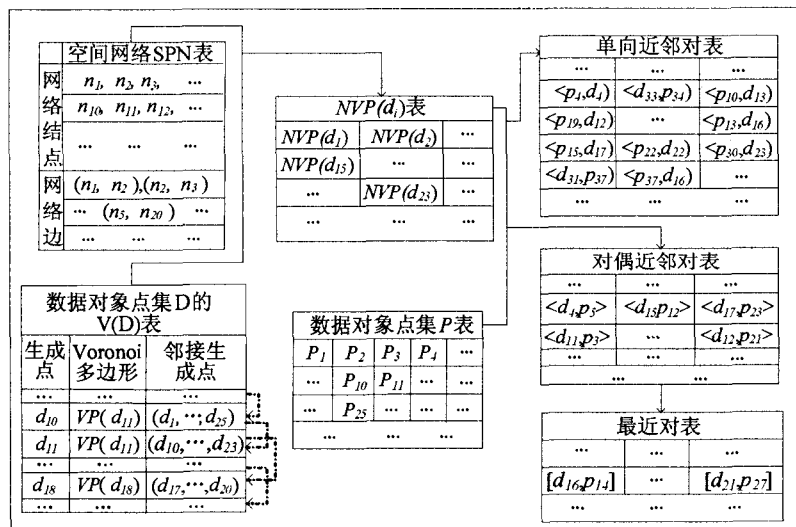 空间网络SPN表
网络结点
n1, n2, n3, ...
n10, n11, n12, ...
... ... ...
网络边
(n1, n2),(n2, n3)
... (n5, n20) ...
... ... ...
数据对象点集D的
V(D)表
生成点 Voronoi多边形 邻接生成点
... ... ...
d10 VP(d11) (d1,...,d25)
d11 VP(d11) (d10,...,d23)
... ... ...
d18 VP(d18) (d17,...,d20)
... ... ...
NVP(di)表
NVP(d1) NVP(d2) ...
NVP(d15) ... ...
... NVP(d23) ...
... ... ...
数据对象点集P表
P1 P2 P3 P4 ...
... P10 P11 ... ...
... P25 ... ... ...
... ... ...
单向近邻对表
... ... ...
<p4,d4) <d33,p34) <p10,d13)
<p19,d12) ... <p13,d16)
<p15,d17) <p22,d22) <p30,d23)
<d31,p37) <p37,d16) ...
... ... ...
对偶近邻对表
... ... ...
<d4,p5> <d15p12> <d17,p23>
<d11,p3> ... <d12,p21>
... ... ...
... ...
最近对表
... ... ...
[d16,p14] ... [d21,p27]
... ... ...